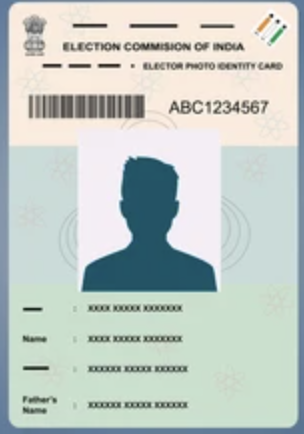 ELECTION COMMISION OF INDIA
ELECTOR PHOTO IDENTITY CARD
ABC1234567
: XXXX XXXXX XXXXXXX
Name : XXXX XXXXX XXXXXXX
: XXXXXX XXXXX XXXXXX
Father's
Name : XXXXXX XXXXX XXXXXX